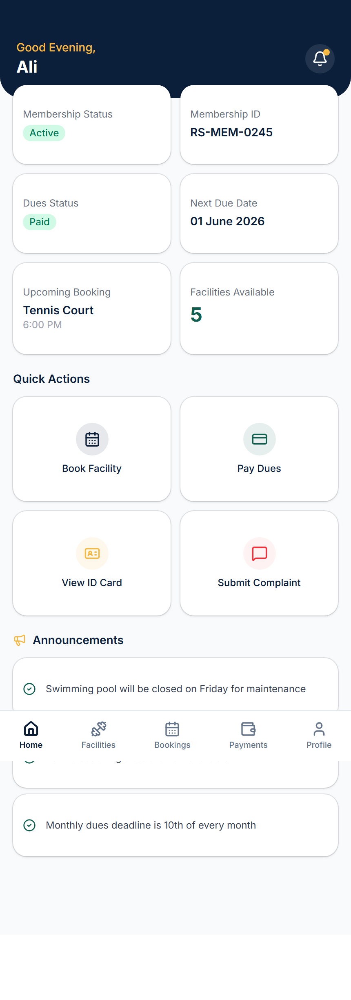 Good Evening,
Ali
Membership Status
Active
Membership ID
RS-MEM-0245
Dues Status
Paid
Next Due Date
01 June 2026
Upcoming Booking
Tennis Court
6:00 PM
Facilities Available
5
Quick Actions
Book Facility
Pay Dues
View ID Card
Submit Complaint
Announcements
Swimming pool will be closed on Friday for maintenance
Home
Facilities
Bookings
Payments
Profile
Monthly dues deadline is 10th of every month